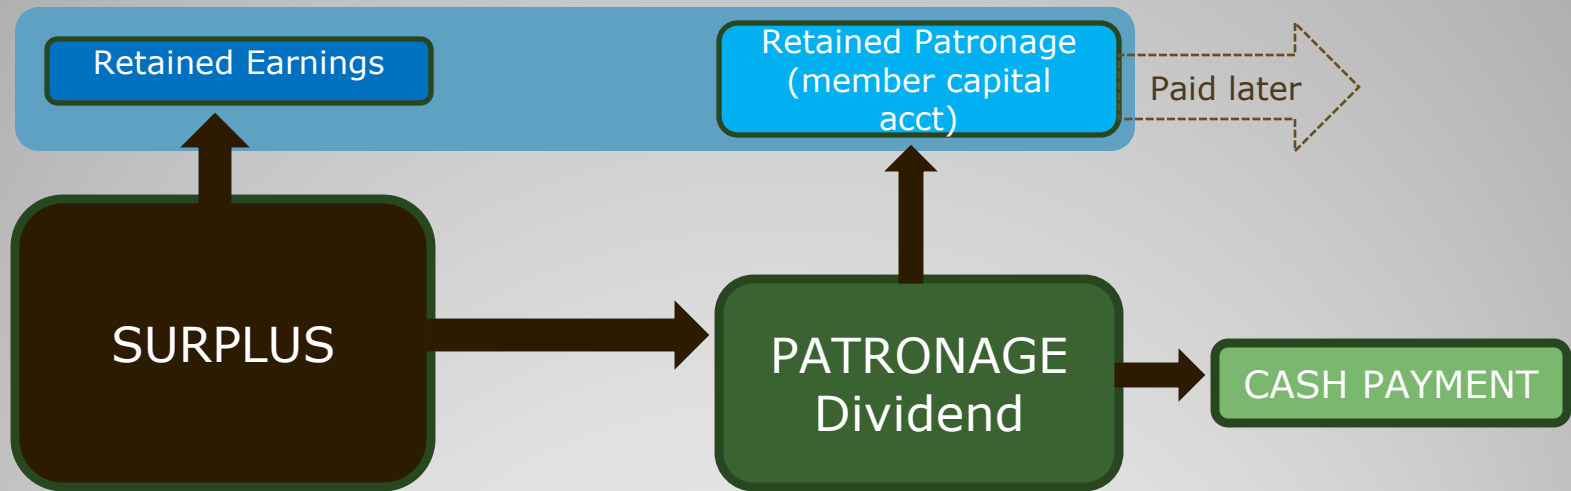 Retained Earnings
Retained Patronage
(member capital
acct)
Paid later
SURPLUS
PATRONAGE
Dividend
CASH PAYMENT